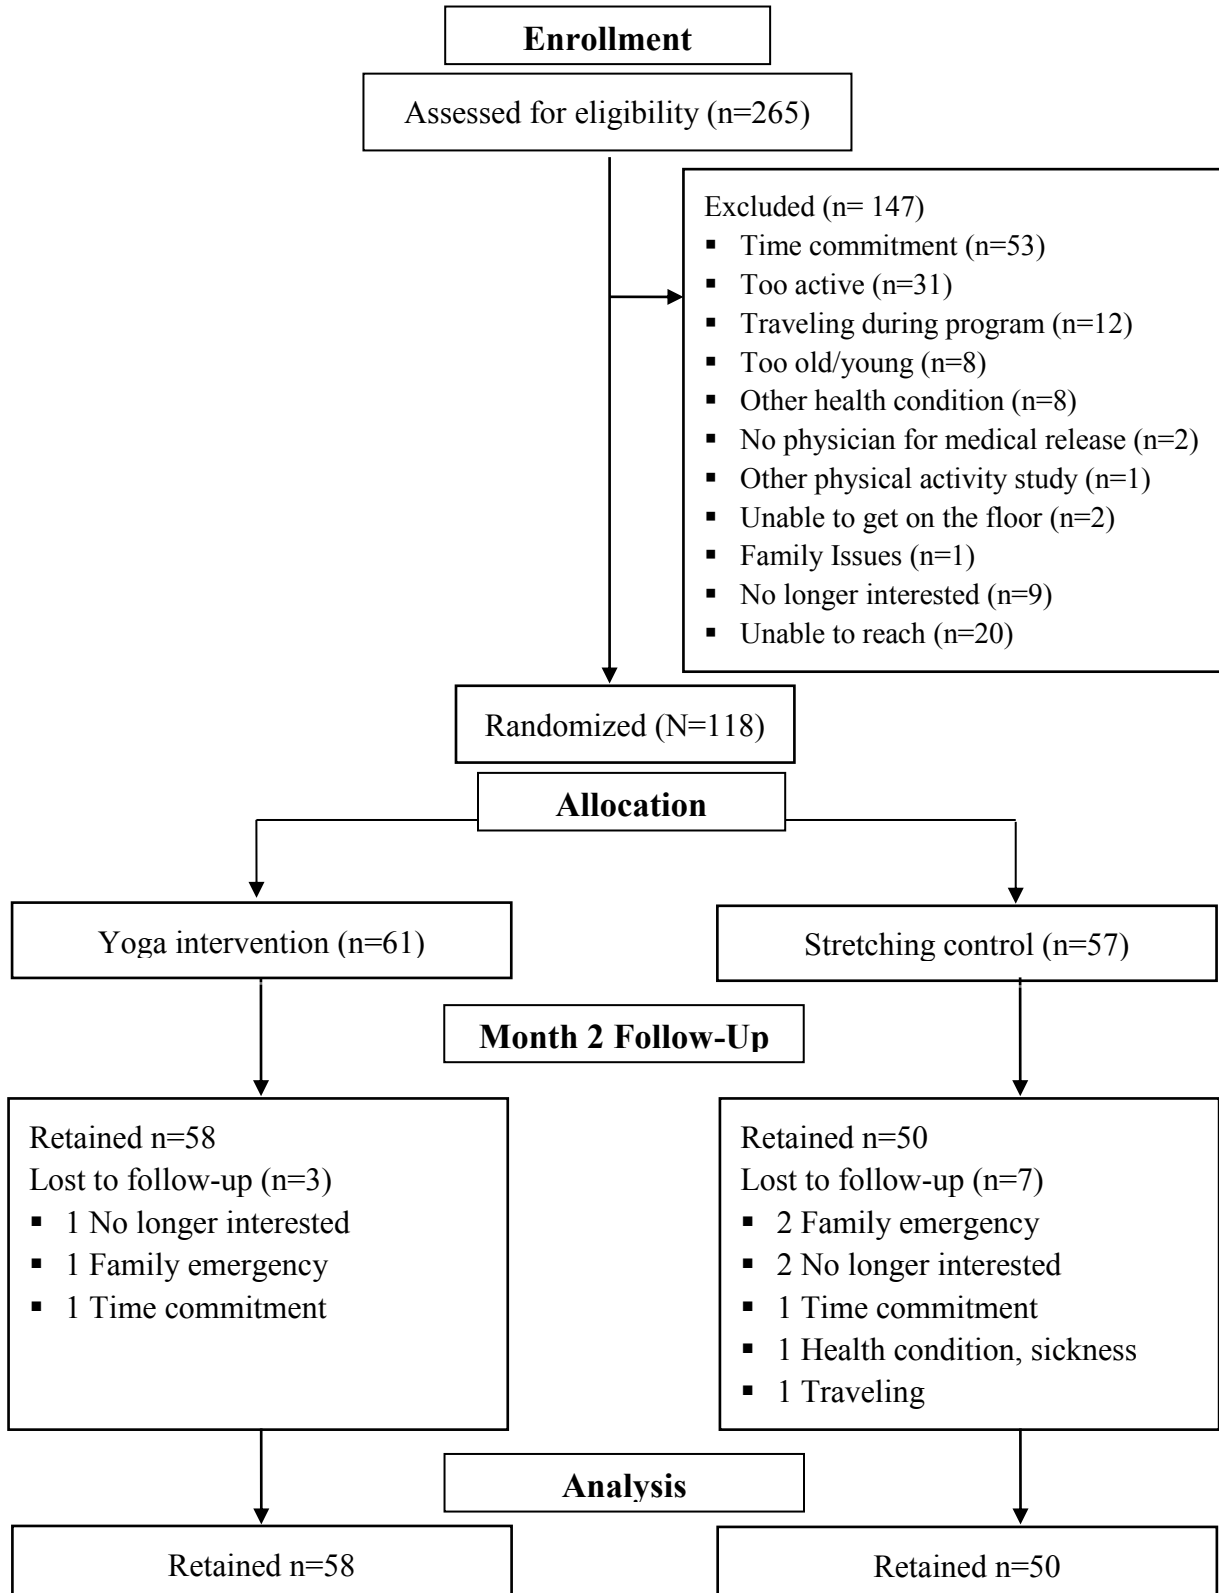 Enrollment
Assessed for eligibility (n=265)
Excluded (n= 147)
▪ Time commitment (n=53)
▪ Too active (n=31)
▪ Traveling during program (n=12)
▪ Too old/young (n=8)
▪ Other health condition (n=8)
▪ No physician for medical release (n=2)
▪ Other physical activity study (n=1)
▪ Unable to get on the floor (n=2)
▪ Family Issues (n=1)
▪ No longer interested (n=9)
▪ Unable to reach (n=20)
Randomized (N=118)
Allocation
Yoga intervention (n=61)
Stretching control (n=57)
Month 2 Follow-Up
Retained n=58
Lost to follow-up (n=3)
▪ 1 No longer interested
▪ 1 Family emergency
▪ 1 Time commitment
Retained n=50
Lost to follow-up (n=7)
▪ 2 Family emergency
▪ 2 No longer interested
▪ 1 Time commitment
▪ 1 Health condition, sickness
▪ 1 Traveling
Analysis
Retained n=58
Retained n=50